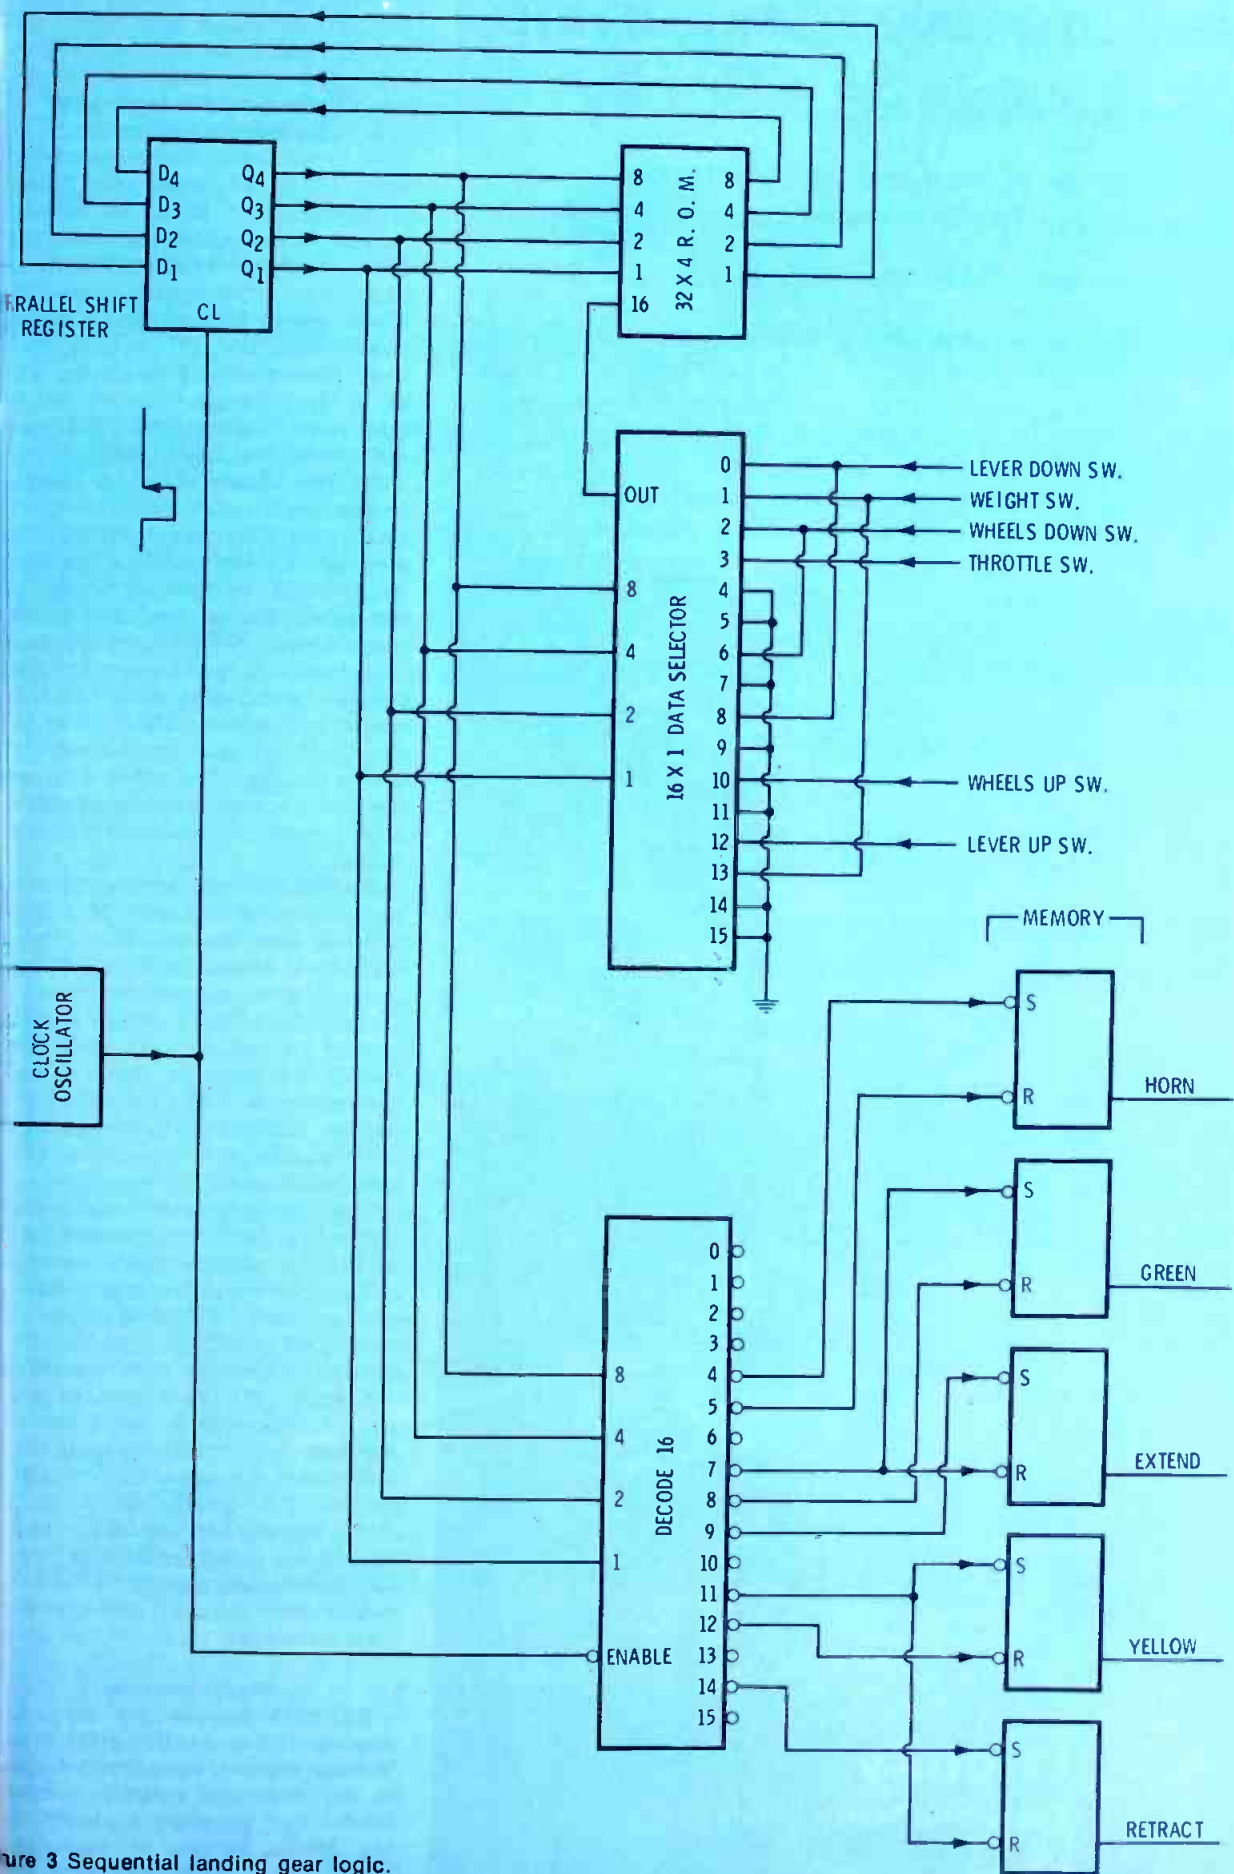 D4 Q4
D3 Q3
D2 Q2
D1 Q1
CL
RALLEL SHIFT
REGISTER
8 8
4 4
2 2
1 1
16
32 X 4 R. O. M.
OUT
8
4
2
1
16 X 1 DATA SELECTOR
0
1
2
3
4
5
6
7
8
9
10
11
12
13
14
15
LEVER DOWN SW.
WEIGHT SW.
WHEELS DOWN SW.
THROTTLE SW.
WHEELS UP SW.
LEVER UP SW.
CLOCK
OSCILLATOR
MEMORY
8
4
2
1
ENABLE
DECODE 16
0
1
2
3
4
5
6
7
8
9
10
11
12
13
14
15
S
R
HORN
S
R
GREEN
S
R
EXTEND
S
R
YELLOW
S
R
RETRACT
ure 3 Sequential landing gear logic.